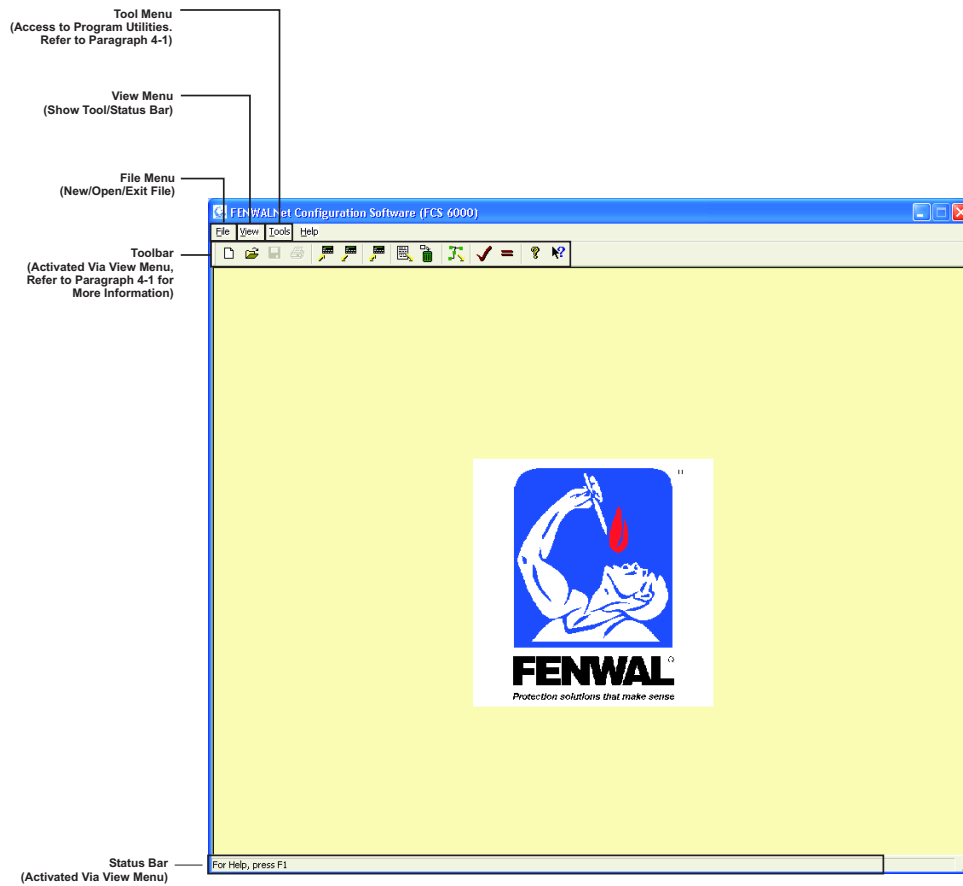 Tool Menu
(Access to Program Utilities.
Refer to Paragraph 4-1)
View Menu
(Show Tool/Status Bar)
File Menu
(New/Open/Exit File)
FENWALNet Configuration Software (FCS 6000)
File View Tools Help
Toolbar
(Activated Via View Menu,
Refer to Paragraph 4-1 for
More Information)
FENWAL
Protection solutions that make sense
Status Bar
(Activated Via View Menu)
For Help, press F1